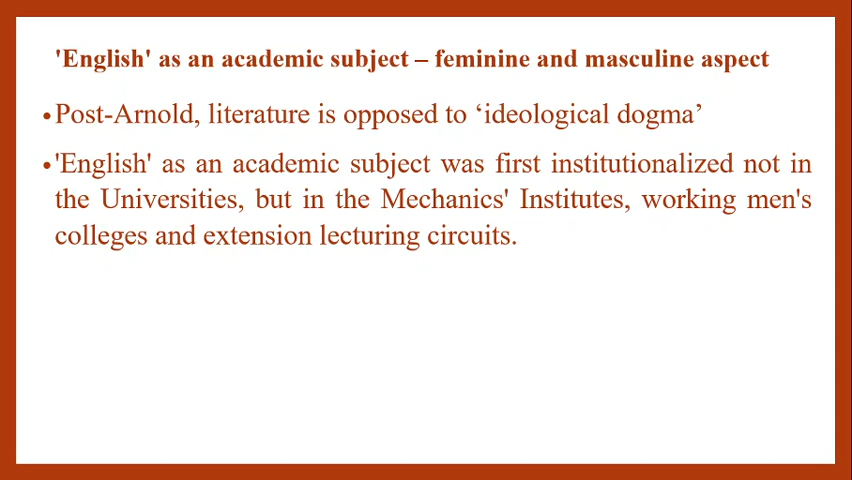 'English' as an academic subject – feminine and masculine aspect
•Post-Arnold, literature is opposed to ‘ideological dogma’
•'English' as an academic subject was first institutionalized not in
the Universities, but in the Mechanics' Institutes, working men's
colleges and extension lecturing circuits.